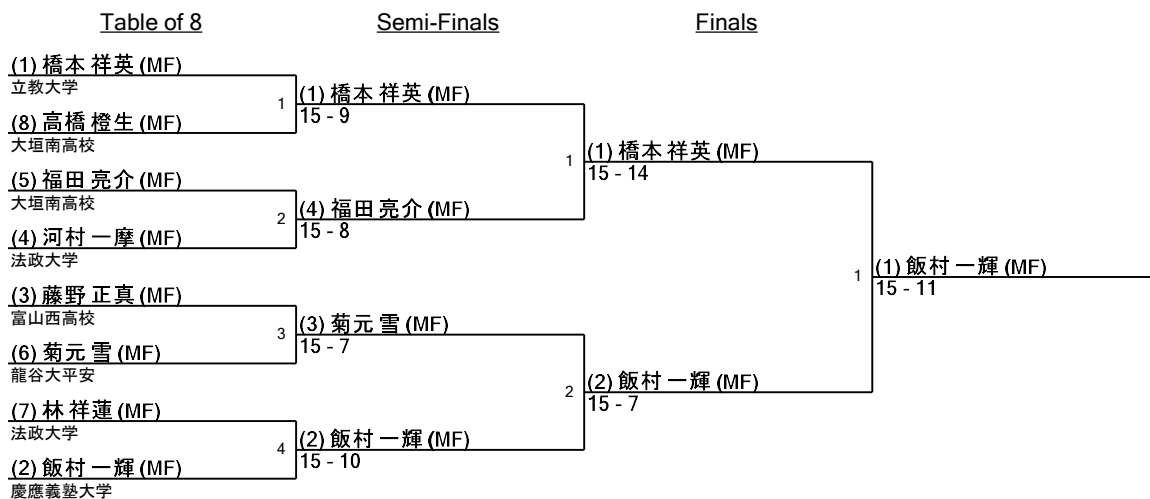 Table of 8
Semi-Finals
Finals
(1) 橋本 祥英 (MF)
立教大学
(8) 高橋 橙生 (MF)
大垣南高校
(5) 福田 亮介 (MF)
大垣南高校
(4) 河村 一摩 (MF)
法政大学
(3) 藤野 正真 (MF)
富山西高校
(6) 菊元 雪 (MF)
龍谷大平安
(7) 林 祥蓮 (MF)
法政大学
(2) 飯村 一輝 (MF)
慶應義塾大学
1
(1) 橋本 祥英 (MF)
15 - 9
2
(4) 福田 亮介 (MF)
15 - 8
3
(3) 菊元 雪 (MF)
15 - 7
4
(2) 飯村 一輝 (MF)
15 - 10
1
(1) 橋本 祥英 (MF)
15 - 14
2
(2) 飯村 一輝 (MF)
15 - 7
1
(1) 飯村 一輝 (MF)
15 - 11